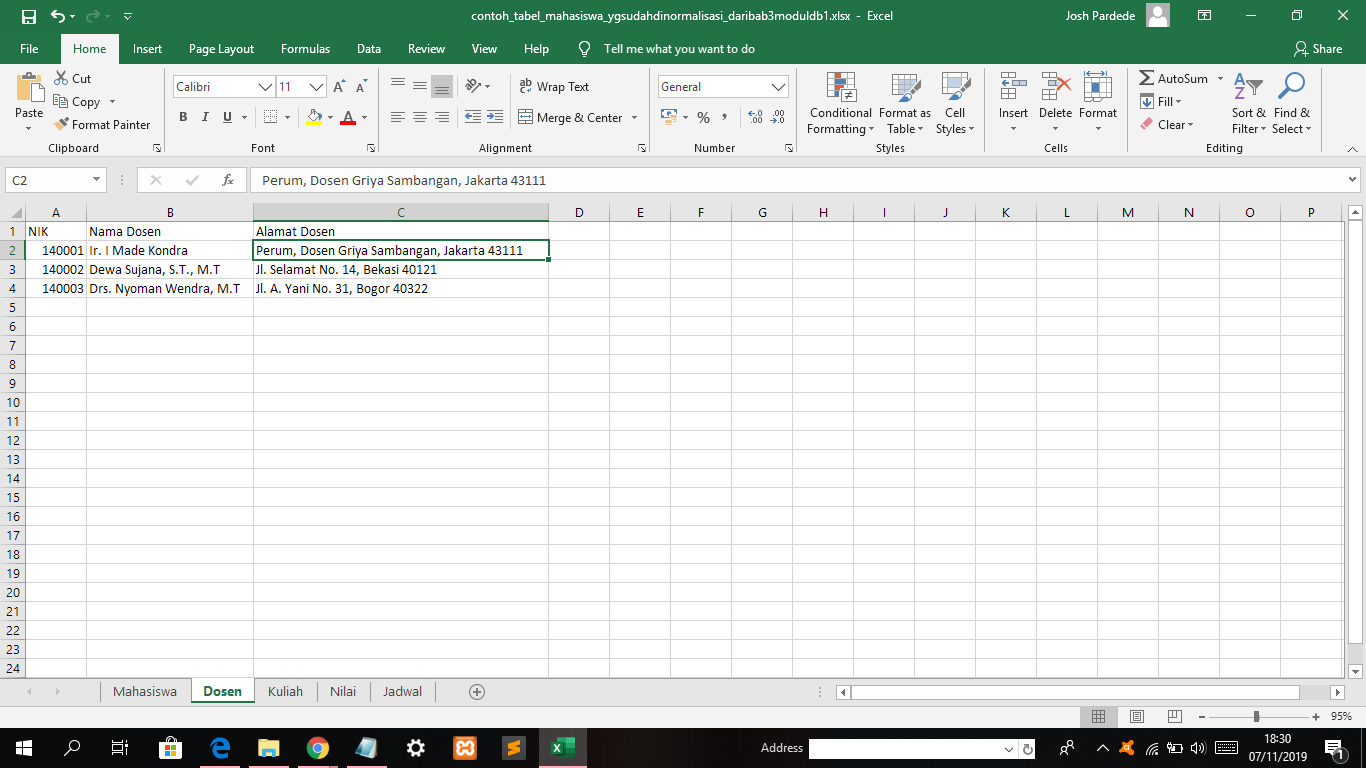 contoh_tabel_mahasiswa_ygsudahdinormalisasi_daribab3moduldb1.xlsx - Excel
Josh Pardede
File Home Insert Page Layout Formulas Data Review View Help Tell me what you want to do Share
Paste
Cut
Copy
Format Painter
Clipboard
Calibri 11
B I U
Font
Wrap Text
Merge & Center
Alignment
General
Number
Conditional Formatting
Format as Table
Cell Styles
Styles
Insert Delete Format
Cells
AutoSum
Fill
Clear
Sort & Filter
Find & Select
Editing
C2 fx Perum, Dosen Griya Sambangan, Jakarta 43111
A B C D E F G H I J K L M N O P
1 NIK Nama Dosen Alamat Dosen
2 140001 Ir. I Made Kondra Perum, Dosen Griya Sambangan, Jakarta 43111
3 140002 Dewa Sujana, S.T., M.T Jl. Selamat No. 14, Bekasi 40121
4 140003 Drs. Nyoman Wendra, M.T Jl. A. Yani No. 31, Bogor 40322
5
6
7
8
9
10
11
12
13
14
15
16
17
18
19
20
21
22
23
24
Mahasiswa Dosen Kuliah Nilai Jadwal
95%
Address
18:30
07/11/2019
1